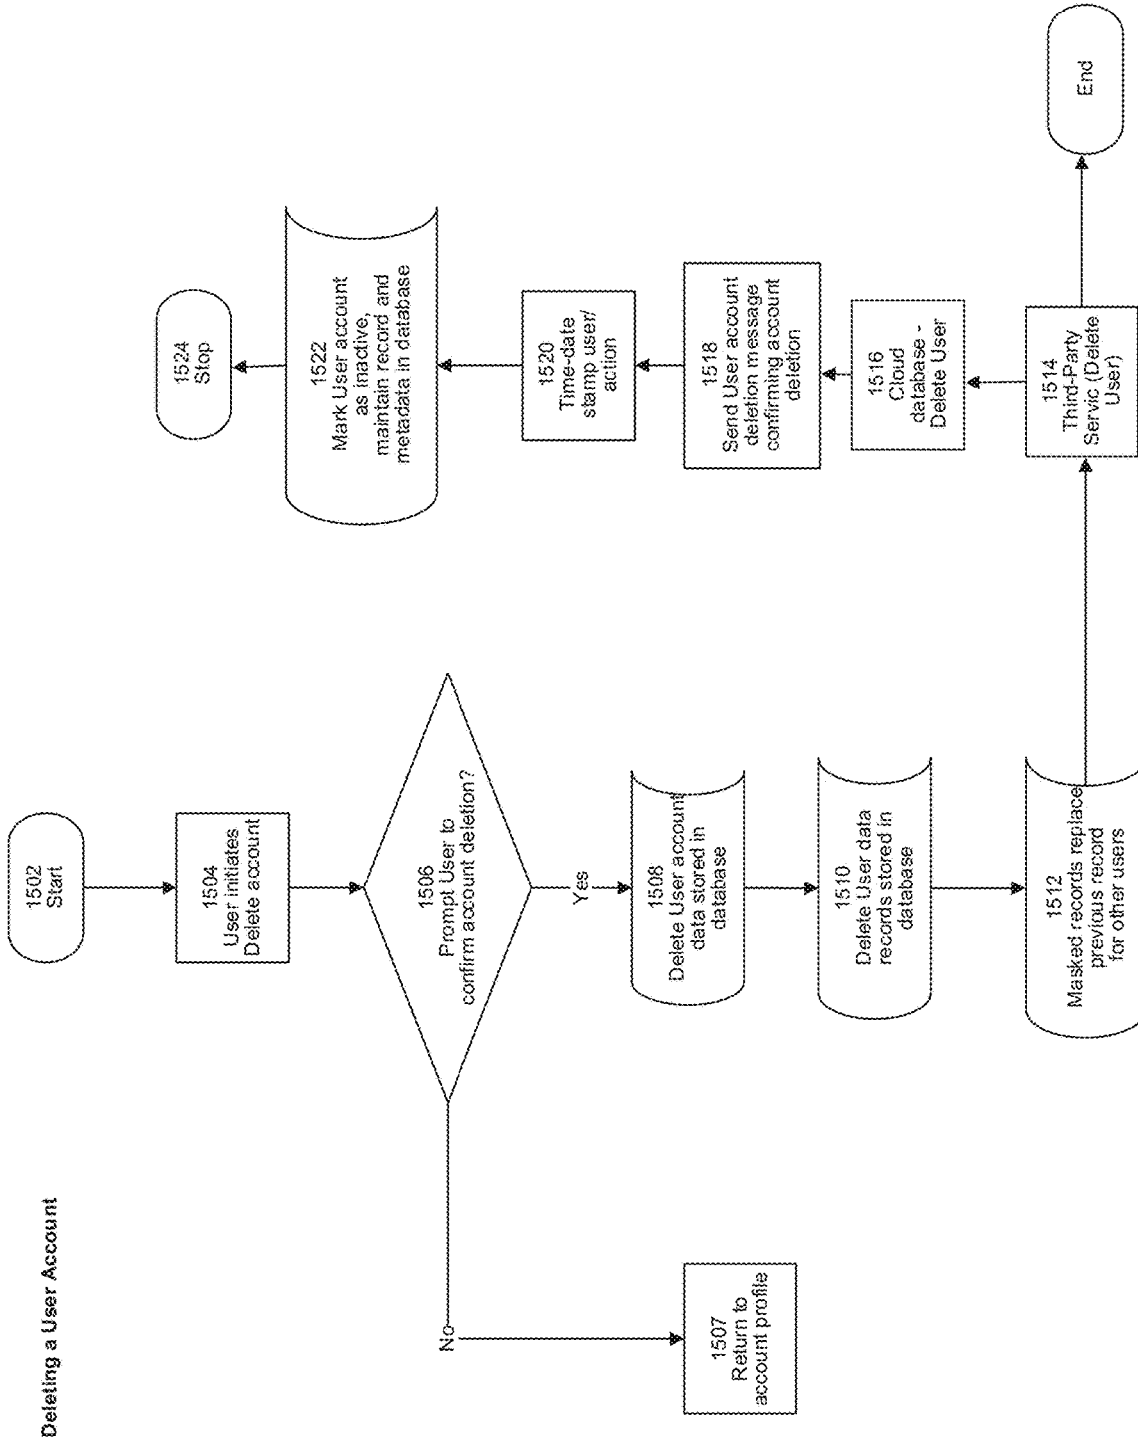 Deleting a User Account
1502
Start
1504
User initiates
Delete account
1506
Prompt User to
confirm account deletion?
No
1507
Return to
account profile
Yes
1508
Delete User account
data stored in
database
1510
Delete User data
records stored in
database
1512
Masked records replace
previous record
for other users
1514
Third-Party
Servic (Delete
User)
End
1516
Cloud
database -
Delete User
1518
Send User account
deletion message
confirming account
deletion
1520
Time-date
stamp user/
action
1522
Mark User account
as inactive,
maintain record and
metadata in database
1524
Stop